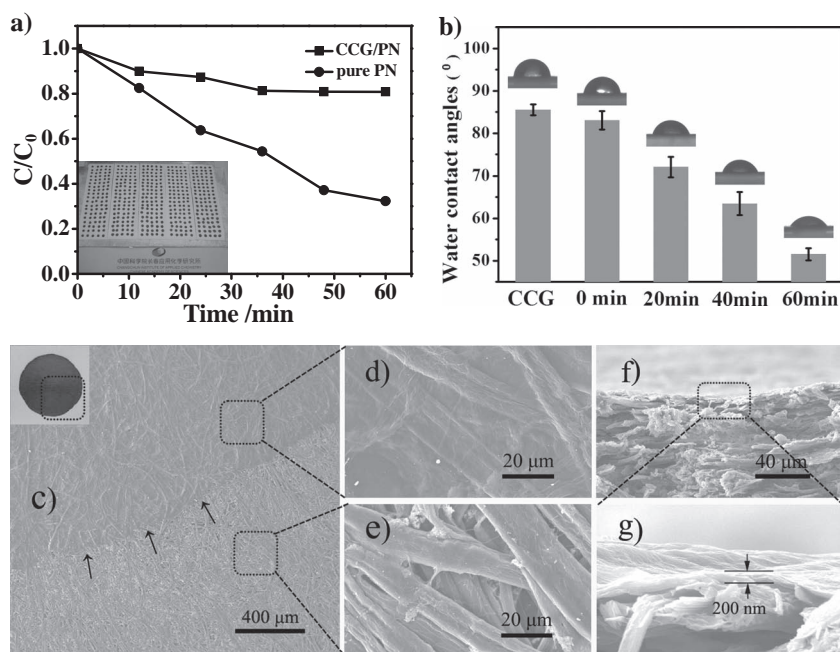 a)
C/C0
1.0
0.8
0.6
0.4
0.2
0.0
CCG/PN
pure PN
0 10 20 30 40 50 60
Time /min
b)
Water contact angles (⁰)
100
90
80
70
60
50
CCG 0 min 20min 40min 60min
c)
400 μm
d)
20 μm
e)
20 μm
f)
40 μm
g)
200 nm